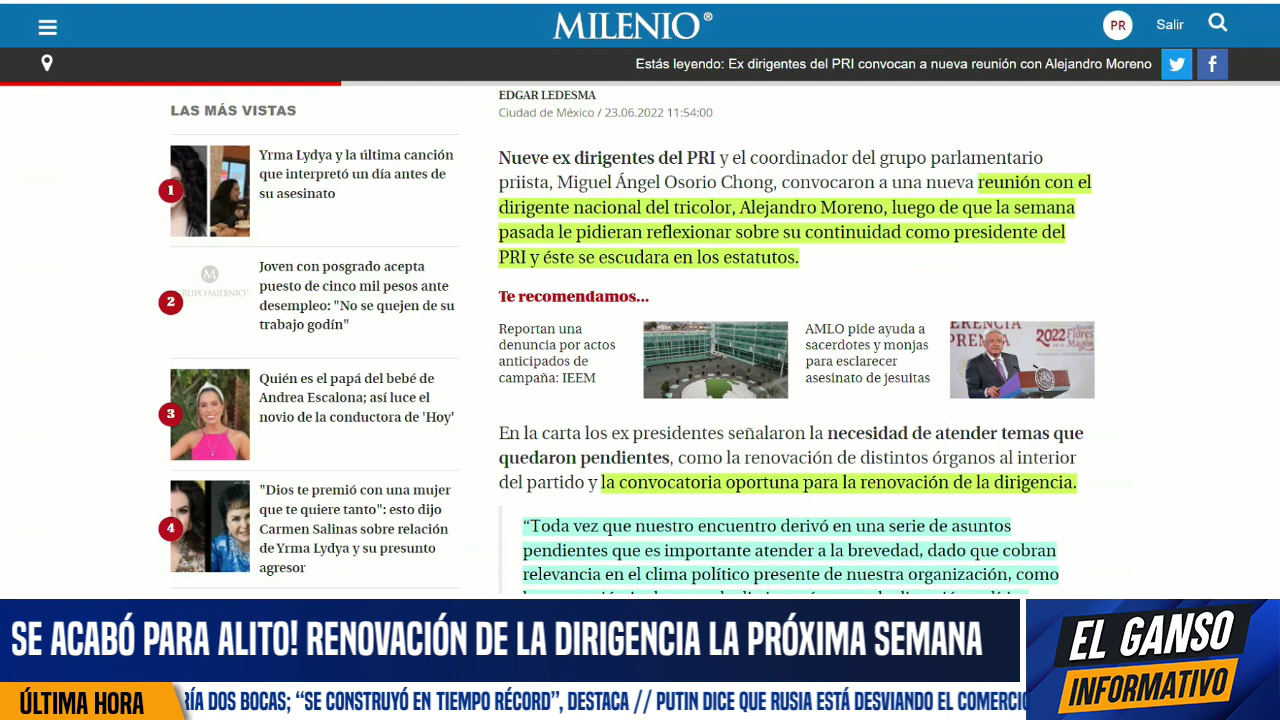 MILENIO®
PR
Salir
Estás leyendo: Ex dirigentes del PRI convocan a nueva reunión con Alejandro Moreno
LAS MÁS VISTAS
1
Yrma Lydya y la última canción
que interpretó un día antes de
su asesinato
2
GRUPO MILENIO
Joven con posgrado acepta
puesto de cinco mil pesos ante
desempleo: "No se quejen de su
trabajo godín"
3
Quién es el papá del bebé de
Andrea Escalona; así luce el
novio de la conductora de 'Hoy'
4
"Dios te premió con una mujer
que te quiere tanto": esto dijo
Carmen Salinas sobre relación
de Yrma Lydya y su presunto
agresor
EDGAR LEDESMA
Ciudad de México / 23.06.2022 11:54:00
Nueve ex dirigentes del PRI y el coordinador del grupo parlamentario
priista, Miguel Ángel Osorio Chong, convocaron a una nueva reunión con el
dirigente nacional del tricolor, Alejandro Moreno, luego de que la semana
pasada le pidieran reflexionar sobre su continuidad como presidente del
PRI y éste se escudara en los estatutos.
Te recomendamos...
Reportan una
denuncia por actos
anticipados de
campaña: IEEM
AMLO pide ayuda a
sacerdotes y monjas
para esclarecer
asesinato de jesuitas
2022 Flores
Magón
En la carta los ex presidentes señalaron la necesidad de atender temas que
quedaron pendientes, como la renovación de distintos órganos al interior
del partido y la convocatoria oportuna para la renovación de la dirigencia.
“Toda vez que nuestro encuentro derivó en una serie de asuntos
pendientes que es importante atender a la brevedad, dado que cobran
relevancia en el clima político presente de nuestra organización, como
SE ACABÓ PARA ALITO! RENOVACIÓN DE LA DIRIGENCIA LA PRÓXIMA SEMANA
EL GANSO
INFORMATIVO
ÚLTIMA HORA
RÍA DOS BOCAS; “SE CONSTRUYÓ EN TIEMPO RÉCORD”, DESTACA // PUTIN DICE QUE RUSIA ESTÁ DESVIANDO EL COMERCIO